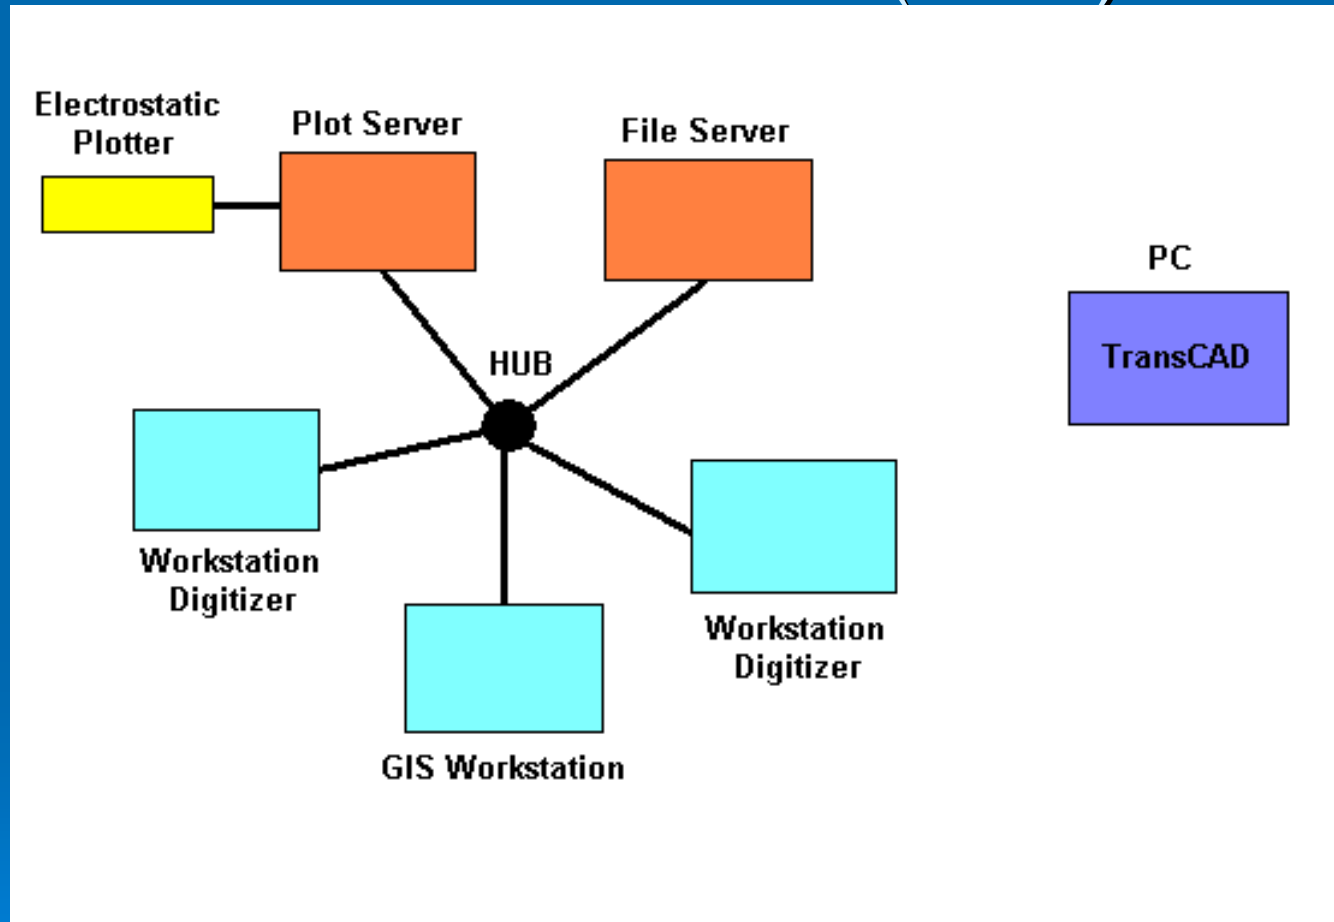 Electrostatic
Plotter
Plot Server
File Server
PC
TransCAD
HUB
Workstation
Digitizer
Workstation
Digitizer
GIS Workstation